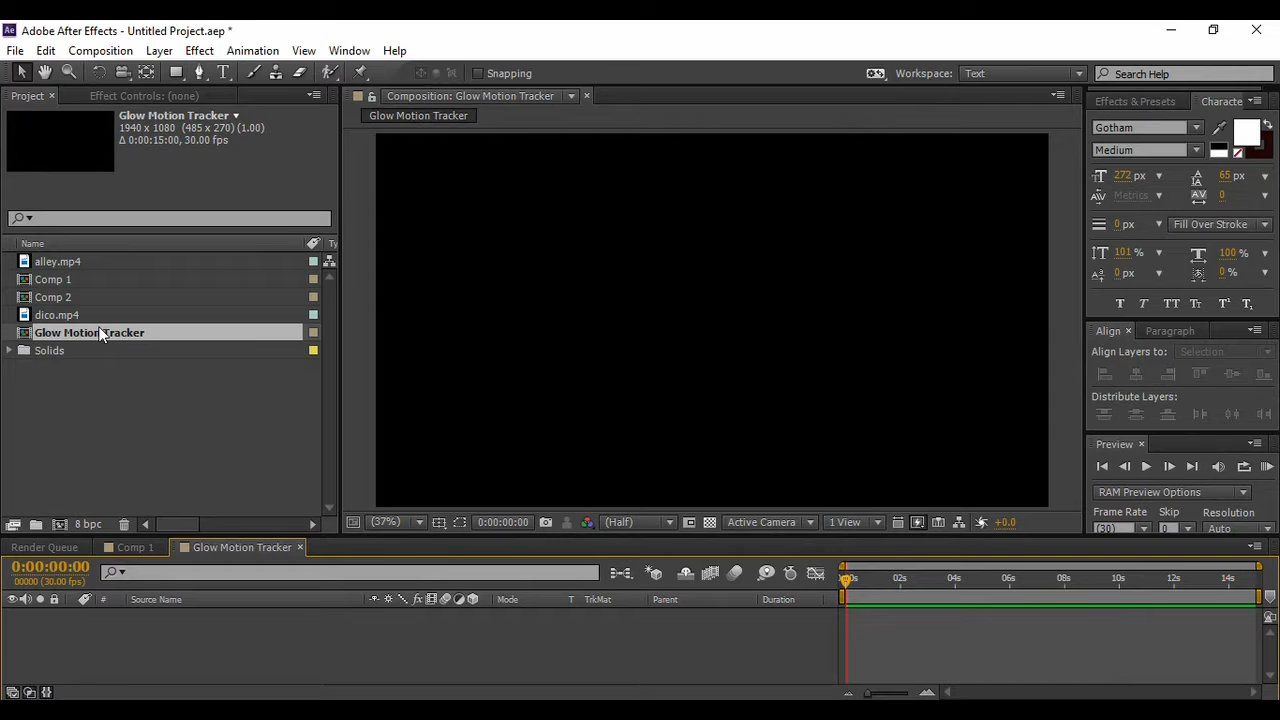 Adobe After Effects - Untitled Project.aep *
File Edit Composition Layer Effect Animation View Window Help
Snapping Workspace: Text Search Help
Project Effect Controls: (none) Composition: Glow Motion Tracker Effects & Presets Characte
Glow Motion Tracker
1940 x 1080 (485 x 270) (1.00)
Δ 0:00:15:00, 30.00 fps
Glow Motion Tracker
Gotham
Medium
272 px 65 px
Metrics 0
0 px Fill Over Stroke
101 % 100 %
0 px 0 %
Name Ty
alley.mp4
Comp 1
Comp 2
dico.mp4
Glow Motion Tracker
Solids
Align Paragraph
Align Layers to: Selection
Distribute Layers:
Preview
RAM Preview Options
Frame Rate Skip Resolution
(30) 0 Auto
8 bpc (37%) 0:00:00:00 (Half) Active Camera 1 View +0.0
Render Queue Comp 1 Glow Motion Tracker
0:00:00:00
00000 (30.00 fps)
02s 04s 06s 08s 10s 12s 14s
# Source Name Mode T TrkMat Parent Duration